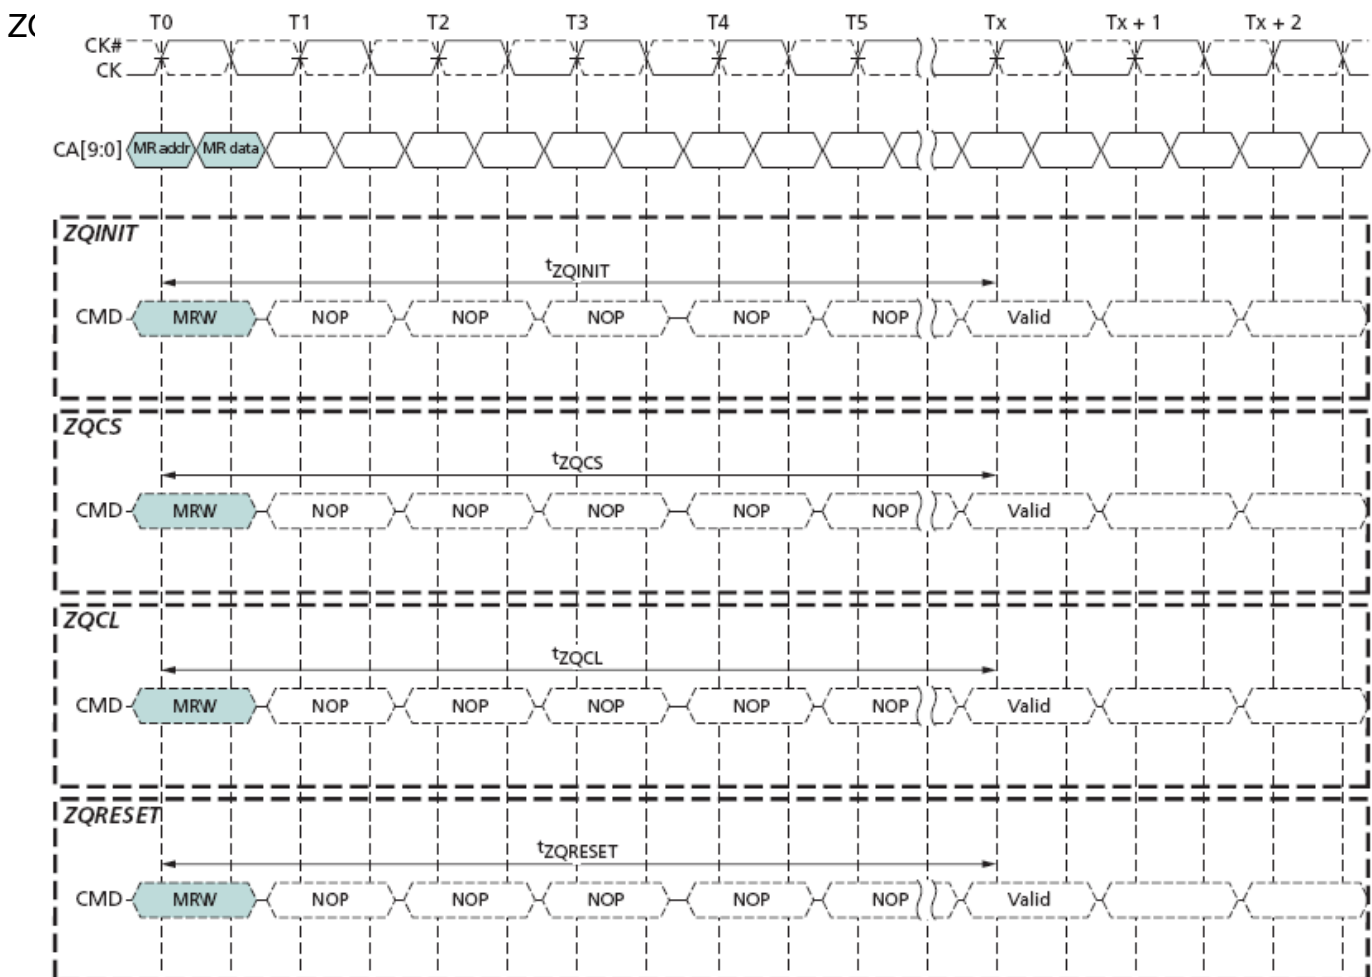 T0 T1 T2 T3 T4 T5 Tx Tx + 1 Tx + 2
CK#
CK
CA[9:0] MR addr MR data
ZQINIT
tZQINIT
CMD MRW NOP NOP NOP NOP NOP Valid
ZQCS
tZQCS
CMD MRW NOP NOP NOP NOP NOP Valid
ZQCL
tZQCL
CMD MRW NOP NOP NOP NOP NOP Valid
ZQRESET
tZQRESET
CMD MRW NOP NOP NOP NOP NOP Valid